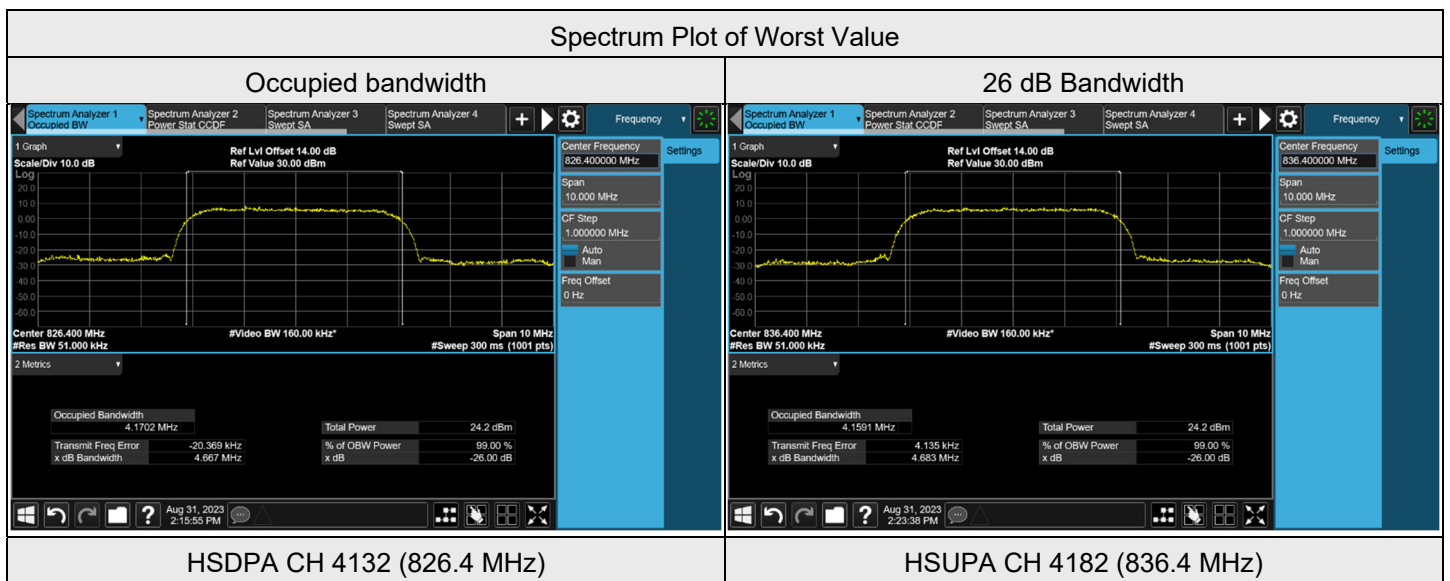 Spectrum Plot of Worst Value
Occupied bandwidth
26 dB Bandwidth
Spectrum Analyzer 1
Occupied BW
Spectrum Analyzer 2
Power Stat CCDF
Spectrum Analyzer 3
Swept SA
Spectrum Analyzer 4
Swept SA
+
Frequency
1 Graph
Scale/Div 10.0 dB
Ref Lvl Offset 14.00 dB
Ref Value 30.00 dBm
Log
20.0
10.0
0.00
-10.0
-20.0
-30.0
-40.0
-50.0
-60.0
Center 826.400 MHz
#Res BW 51.000 kHz
#Video BW 160.00 kHz*
Span 10 MHz
#Sweep 300 ms (1001 pts)
Center Frequency
826.400000 MHz
Settings
Span
10.000 MHz
CF Step
1.000000 MHz
Auto
Man
Freq Offset
0 Hz
2 Metrics
Occupied Bandwidth
4.1702 MHz
Total Power 24.2 dBm
Transmit Freq Error -20.369 kHz
% of OBW Power 99.00 %
x dB Bandwidth 4.667 MHz
x dB -26.00 dB
?
Aug 31, 2023
2:15:55 PM
Spectrum Analyzer 1
Occupied BW
Spectrum Analyzer 2
Power Stat CCDF
Spectrum Analyzer 3
Swept SA
Spectrum Analyzer 4
Swept SA
+
Frequency
1 Graph
Scale/Div 10.0 dB
Ref Lvl Offset 14.00 dB
Ref Value 30.00 dBm
Log
20.0
10.0
0.00
-10.0
-20.0
-30.0
-40.0
-50.0
-60.0
Center 836.400 MHz
#Res BW 51.000 kHz
#Video BW 160.00 kHz*
Span 10 MHz
#Sweep 300 ms (1001 pts)
Center Frequency
836.400000 MHz
Settings
Span
10.000 MHz
CF Step
1.000000 MHz
Auto
Man
Freq Offset
0 Hz
2 Metrics
Occupied Bandwidth
4.1591 MHz
Total Power 24.2 dBm
Transmit Freq Error 4.135 kHz
% of OBW Power 99.00 %
x dB Bandwidth 4.683 MHz
x dB -26.00 dB
?
Aug 31, 2023
2:23:38 PM
HSDPA CH 4132 (826.4 MHz)
HSUPA CH 4182 (836.4 MHz)